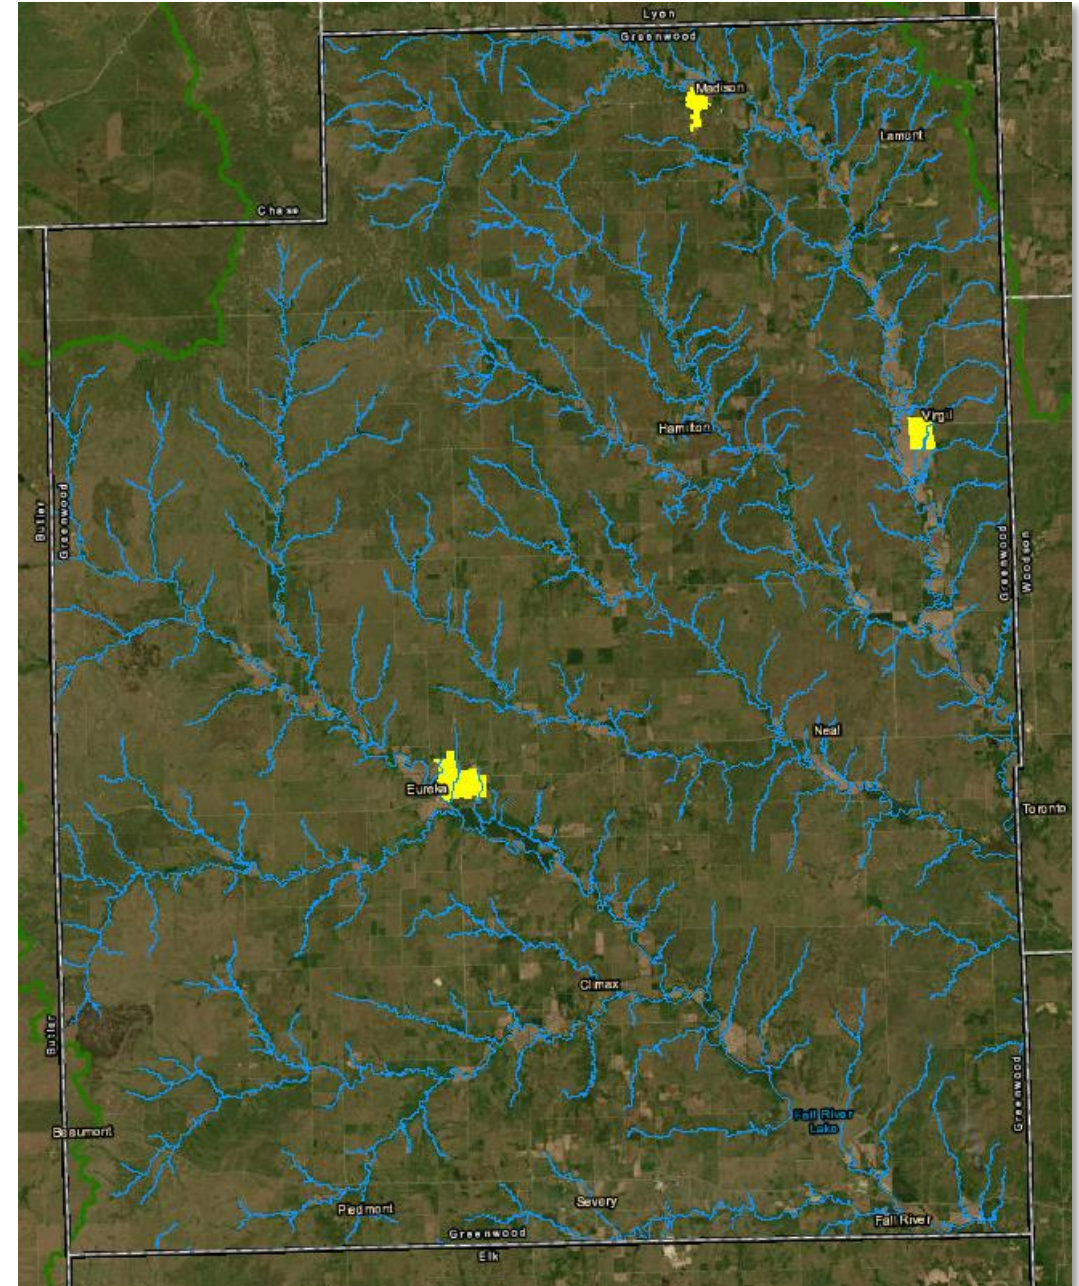 Lyon
Greenwood
Madison
Lamont
Chase
Virgil
Hamilton
Butler
Greenwood
Greenwood
Woodson
Neal
Eureka
Toronto
Climax
Butler
Greenwood
Fall River
Lake
Beaumont
Severy
Piedmont
Fall River
Greenwood
Elk